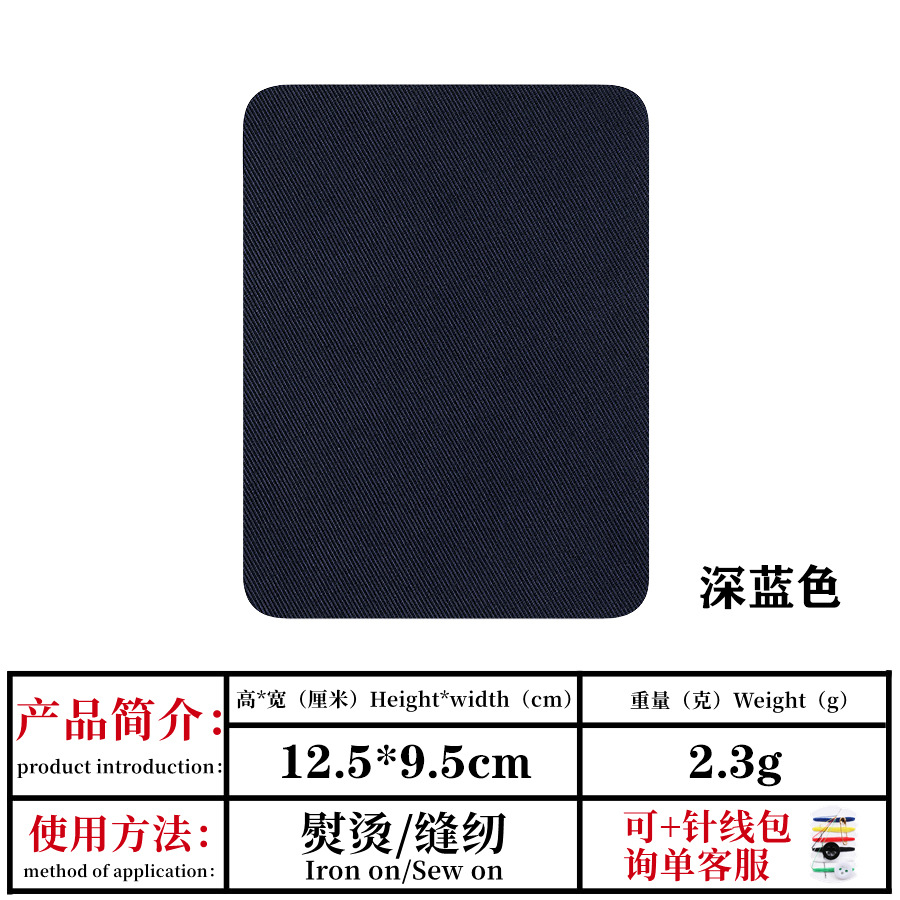 深蓝色
产品简介：
product introduction：
高*宽（厘米）Height*width（cm）
重量（克）Weight（g）
12.5*9.5cm
2.3g
使用方法：
method of application：
熨烫/缝纫
Iron on/Sew on
可+针线包
询单客服